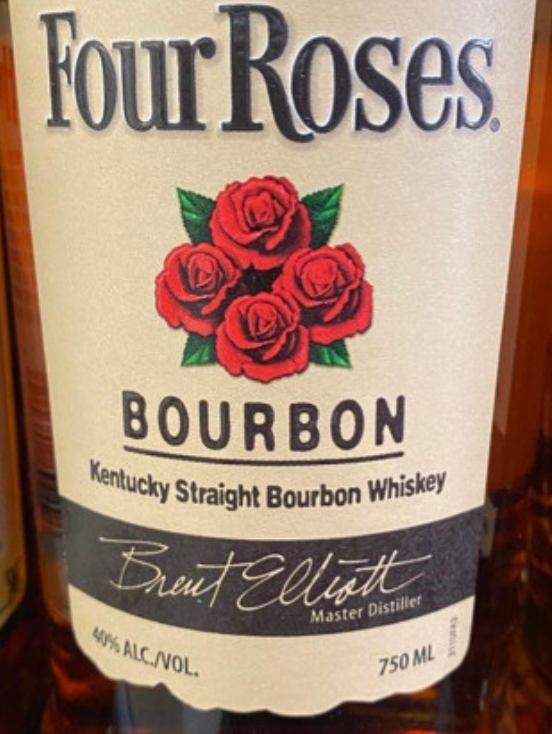 Four Roses®
BOURBON
Kentucky Straight Bourbon Whiskey
Brent Elliott
Master Distiller
40% ALC./VOL.
750 ML